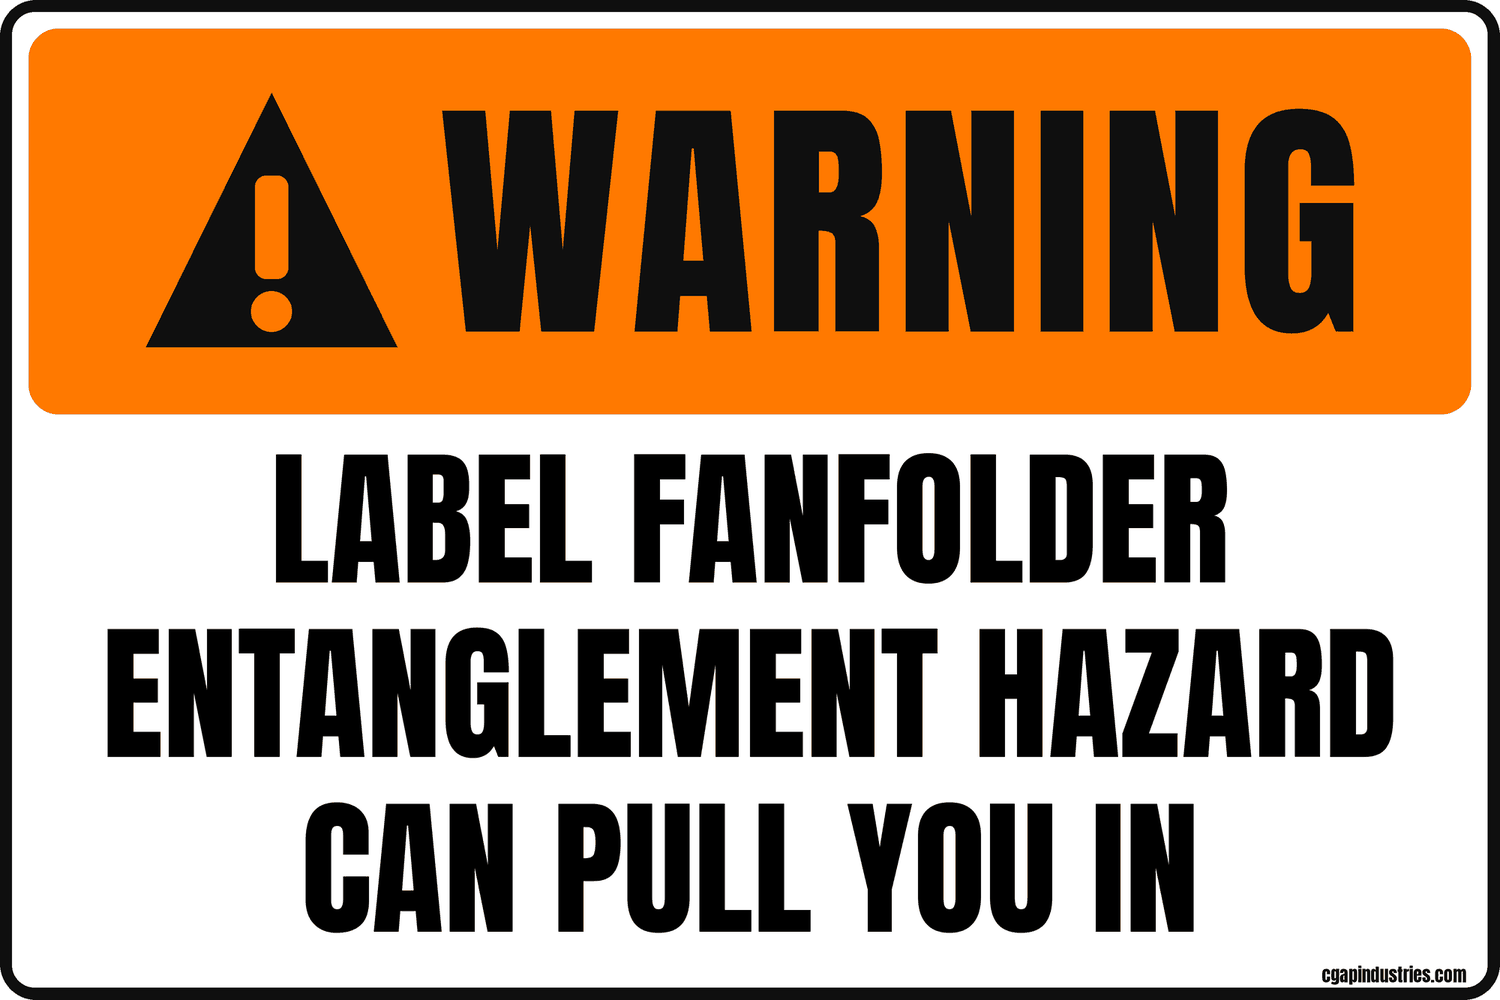 WARNING
LABEL FANFOLDER
ENTANGLEMENT HAZARD
CAN PULL YOU IN
cgapindustries.com